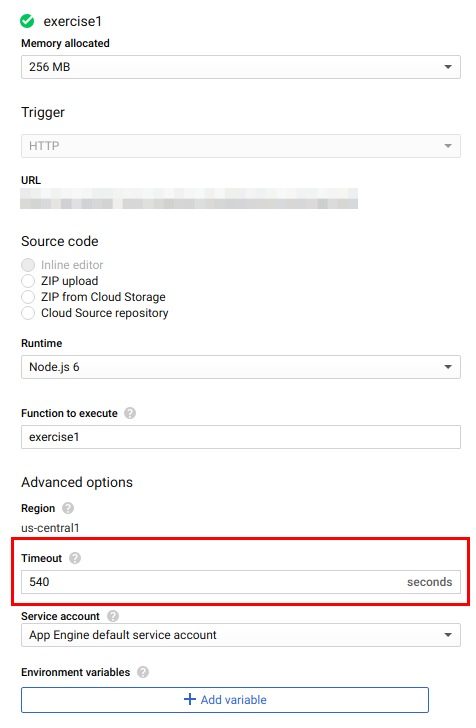 exercise1
Memory allocated
256 MB
Trigger
HTTP
URL
Source code
Inline editor
ZIP upload
ZIP from Cloud Storage
Cloud Source repository
Runtime
Node.js 6
Function to execute ?
exercise1
Advanced options
Region ?
us-central1
Timeout ?
540 seconds
Service account ?
App Engine default service account
Environment variables ?
+ Add variable